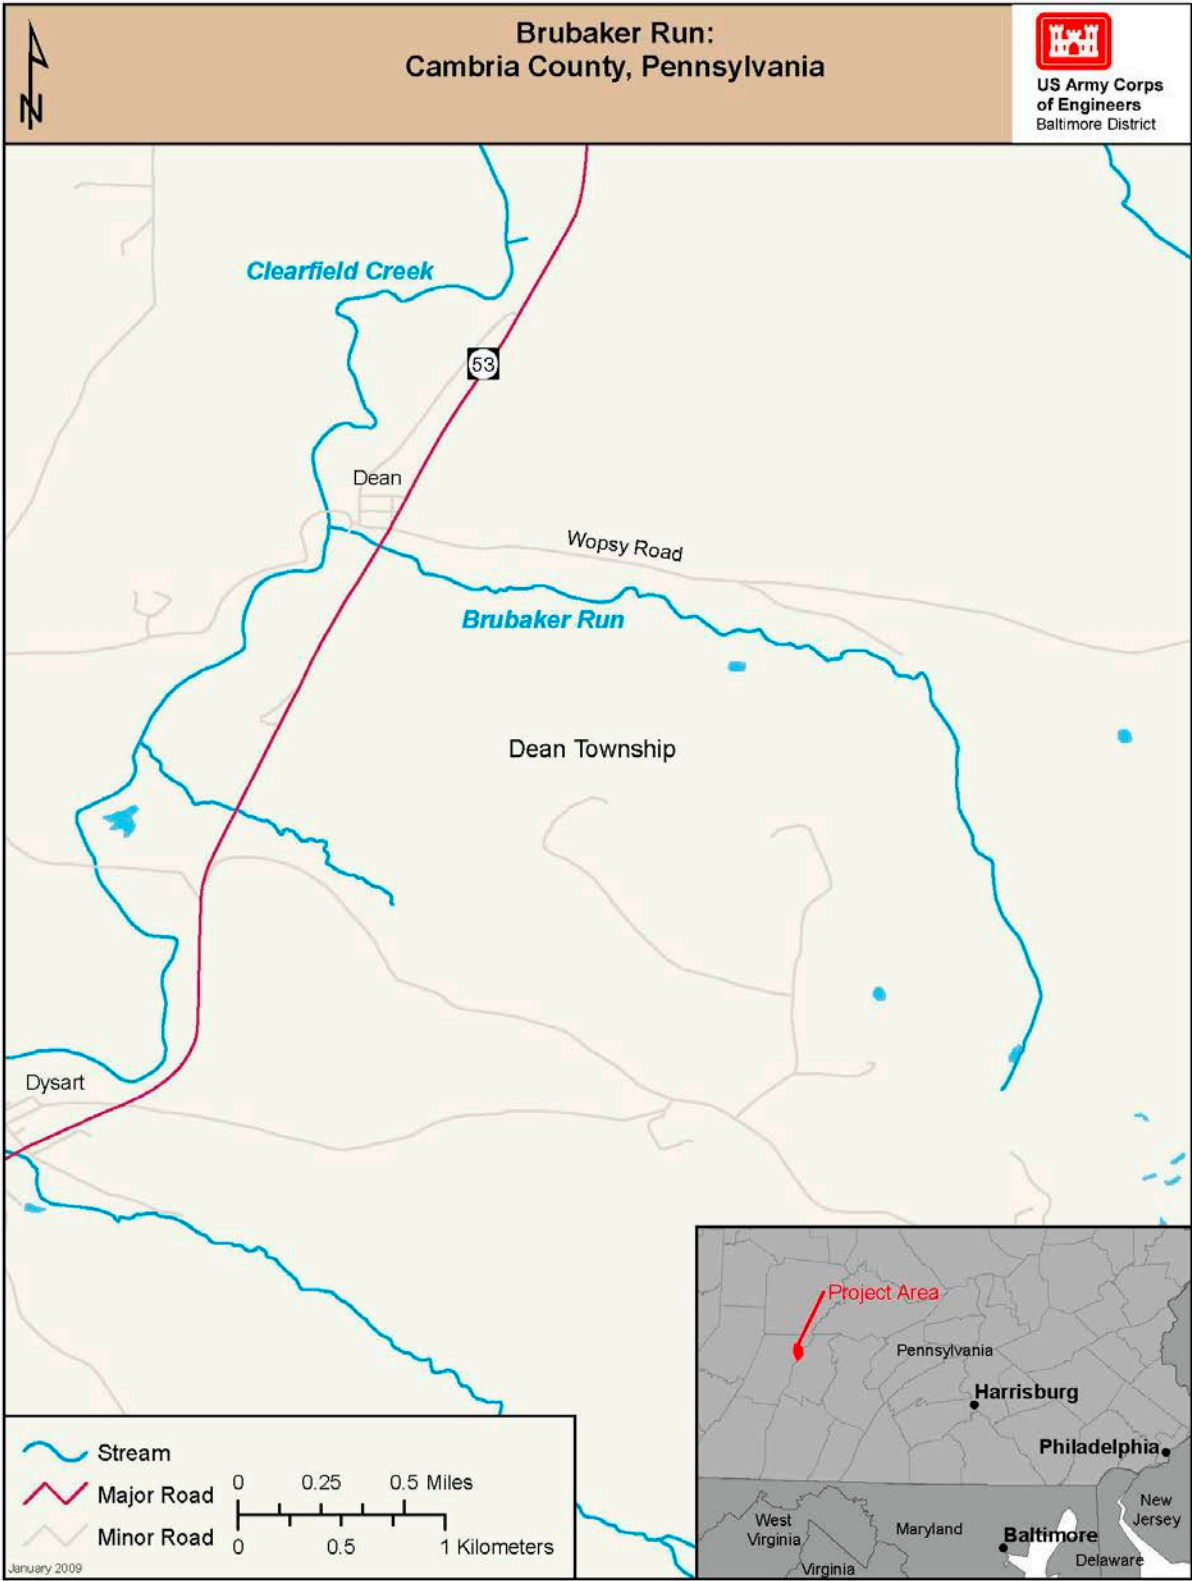 N
Brubaker Run:
Cambria County, Pennsylvania
US Army Corps
of Engineers
Baltimore District
Clearfield Creek
53
Dean
Wopsy Road
Brubaker Run
Dean Township
Dysart
Project Area
Pennsylvania
Harrisburg
Philadelphia
New
Jersey
West
Virginia
Maryland
Baltimore
Delaware
Virginia
Stream
Major Road
Minor Road
0 0.25 0.5 Miles
0 0.5 1 Kilometers
January 2009